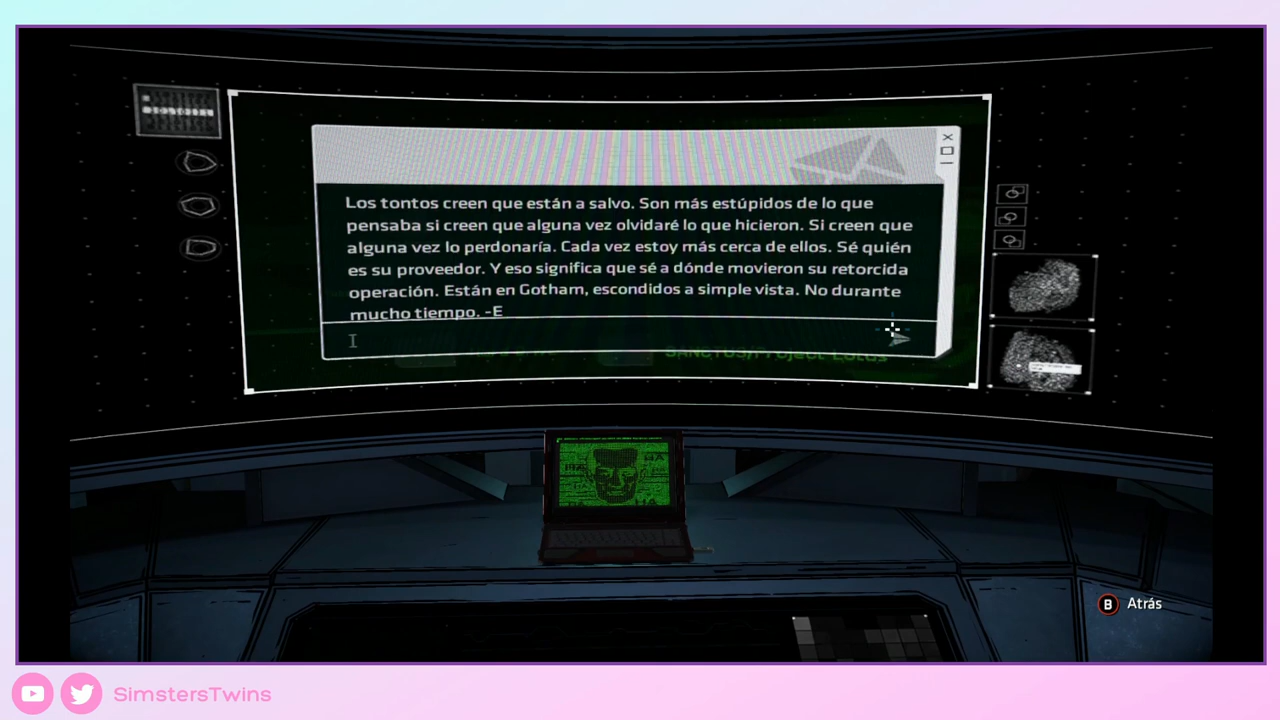 Los tontos creen que están a salvo. Son más estúpidos de lo que
pensaba si creen que alguna vez olvidaré lo que hicieron. Si creen que
alguna vez lo perdonaría. Cada vez estoy más cerca de ellos. Sé quién
es su proveedor. Y eso significa que sé a dónde movieron su retorcida
operación. Están en Gotham, escondidos a simple vista. No durante
mucho tiempo. -E
SANCTUS/Project Lotus
B Atrás
SimstersTwins